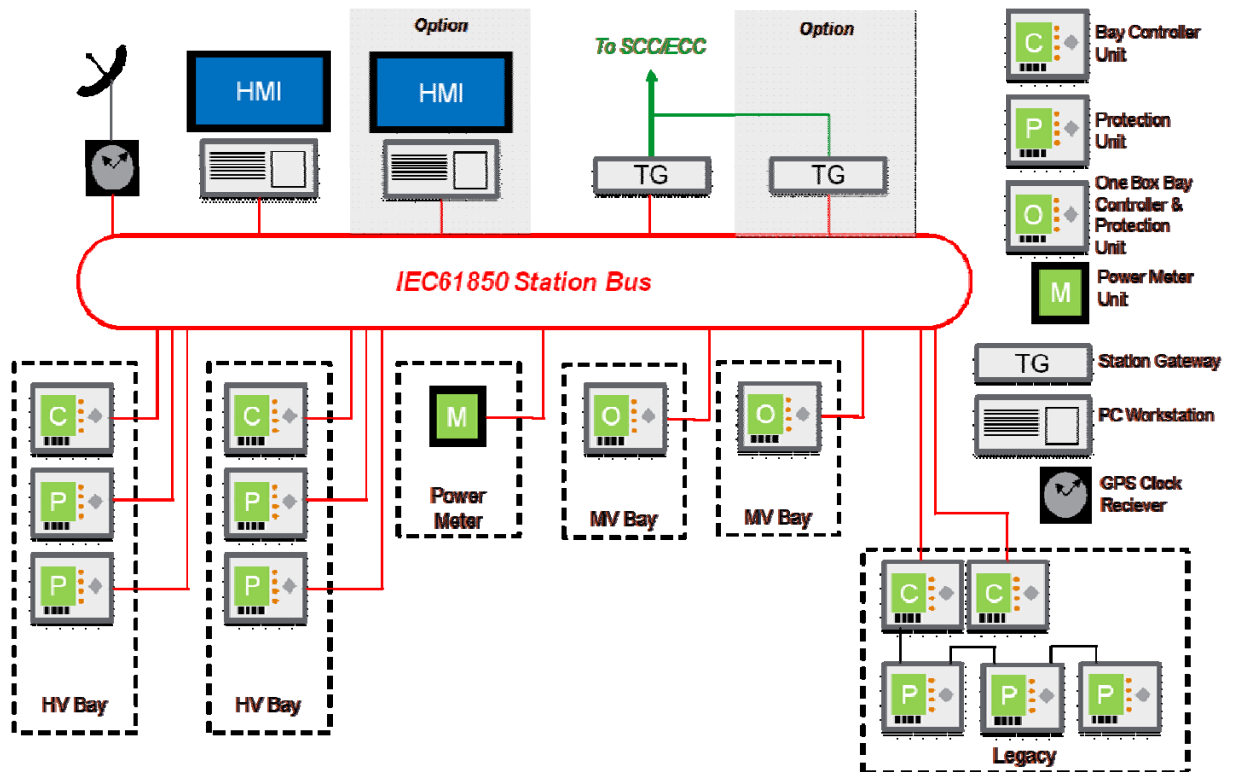 Option
Option
To SCC/ECC
HMI
HMI
TG
TG
IEC61850 Station Bus
C
P
P
HV Bay
C
P
P
HV Bay
M
Power
Meter
O
MV Bay
O
MV Bay
C
C
P
P
P
Legacy
C
Bay Controller
Unit
P
Protection
Unit
O
One Box Bay
Controller &
Protection
Unit
M
Power Meter
Unit
TG
Station Gateway
PC Workstation
GPS Clock
Reciever